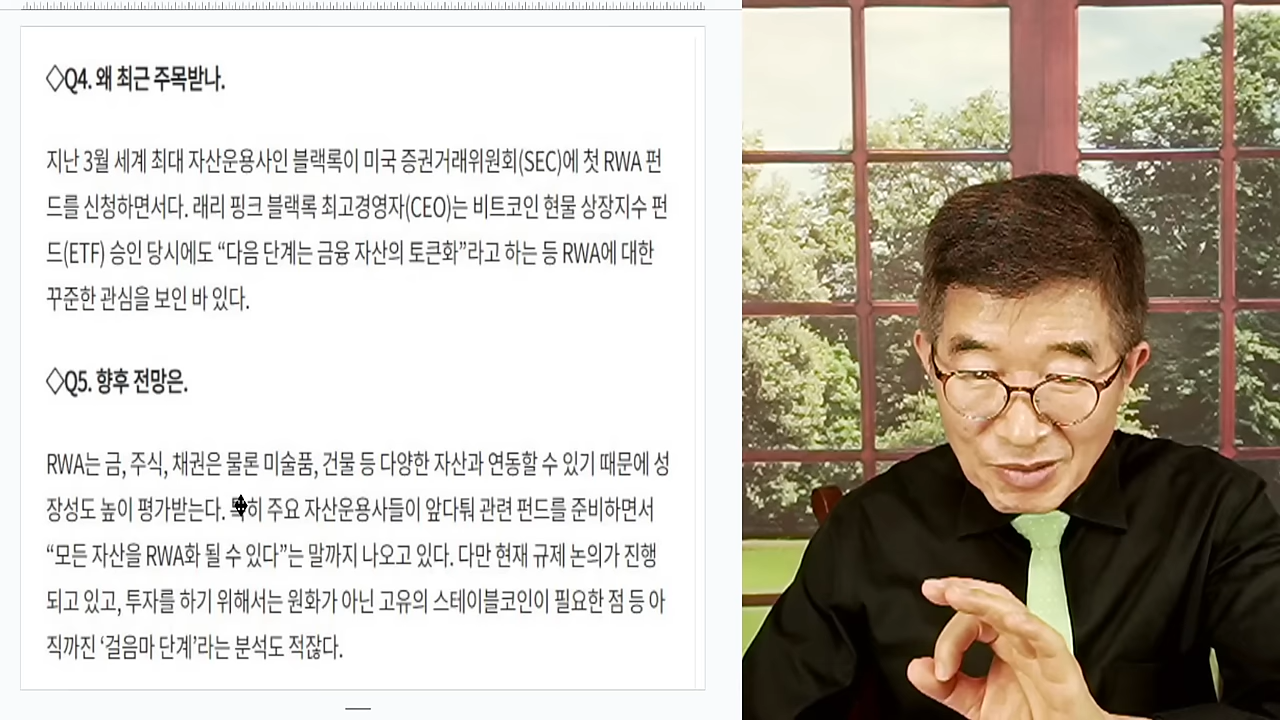 ◇Q4. 왜 최근 주목받나.
지난 3월 세계 최대 자산운용사인 블랙록이 미국 증권거래위원회(SEC)에 첫 RWA 펀
드를 신청하면서다. 래리 핑크 블랙록 최고경영자(CEO)는 비트코인 현물 상장지수 펀
드(ETF) 승인 당시에도 “다음 단계는 금융 자산의 토큰화”라고 하는 등 RWA에 대한
꾸준한 관심을 보인 바 있다.
◇Q5. 향후 전망은.
RWA는 금, 주식, 채권은 물론 미술품, 건물 등 다양한 자산과 연동할 수 있기 때문에 성
장성도 높이 평가받는다. 특히 주요 자산운용사들이 앞다퉈 관련 펀드를 준비하면서
“모든 자산을 RWA화 될 수 있다”는 말까지 나오고 있다. 다만 현재 규제 논의가 진행
되고 있고, 투자를 하기 위해서는 원화가 아닌 고유의 스테이블코인이 필요한 점 등 아
직까진 ‘걸음마 단계’라는 분석도 적잖다.